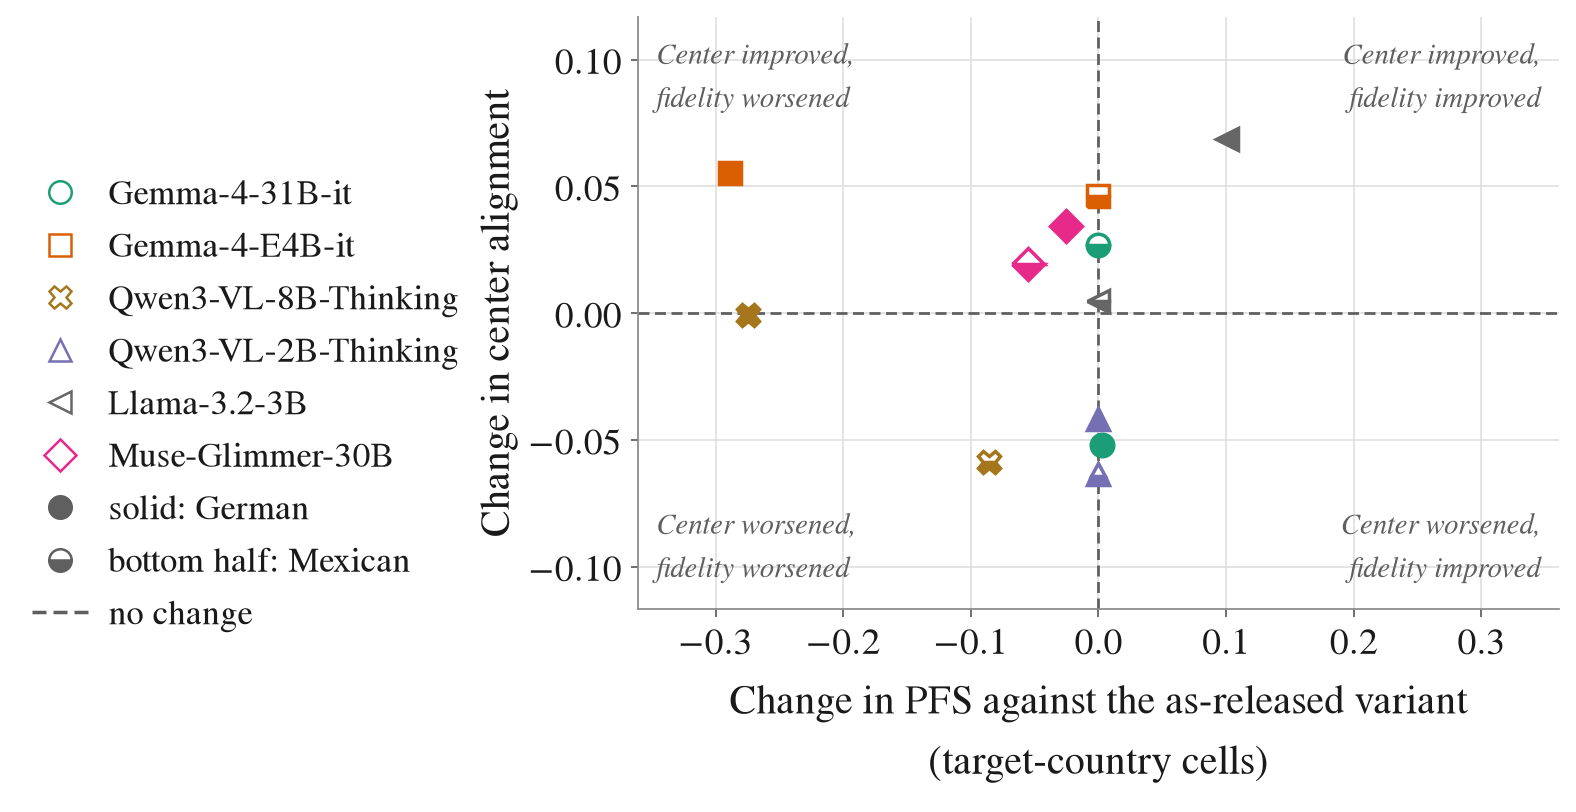 Gemma-4-31B-it
Gemma-4-E4B-it
Qwen3-VL-8B-Thinking
Qwen3-VL-2B-Thinking
Llama-3.2-3B
Muse-Glimmer-30B
solid: German
bottom half: Mexican
no change
Change in center alignment
0.10
0.05
0.00
−0.05
−0.10
Center improved,
fidelity worsened
Center improved,
fidelity improved
Center worsened,
fidelity worsened
Center worsened,
fidelity improved
−0.3
−0.2
−0.1
0.0
0.1
0.2
0.3
Change in PFS against the as-released variant
(target-country cells)